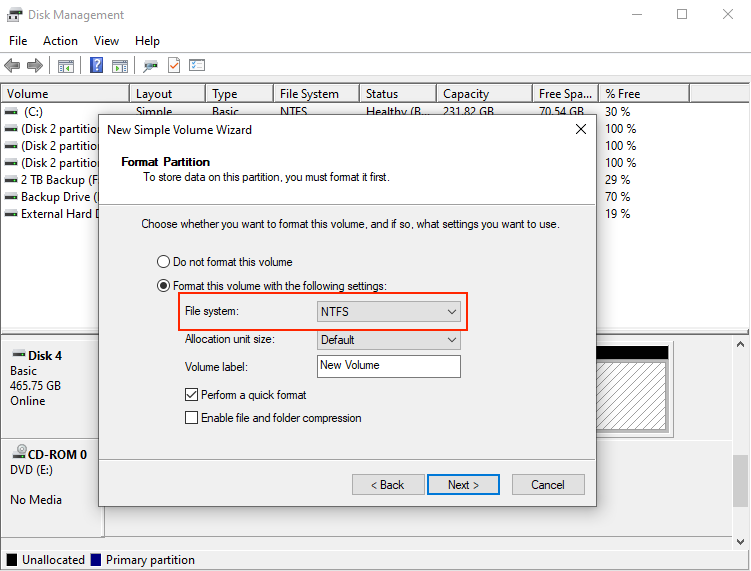 Disk Management
File Action View Help
Volume Layout Type File System Status Capacity Free Spa... % Free
(C:) Simple Basic NTFS Healthy (B... 231.82 GB 70.54 GB 30 %
(Disk 2 partition 100 %
(Disk 2 partition 100 %
(Disk 2 partition 100 %
2 TB Backup (F 29 %
Backup Drive ( 70 %
External Hard 19 %
New Simple Volume Wizard
Format Partition
To store data on this partition, you must format it first.
Choose whether you want to format this volume, and if so, what settings you want to use.
Do not format this volume
Format this volume with the following settings:
File system: NTFS
Allocation unit size: Default
Volume label: New Volume
Perform a quick format
Enable file and folder compression
< Back Next > Cancel
Disk 4
Basic
465.75 GB
Online
CD-ROM 0
DVD (E:)
No Media
Unallocated Primary partition